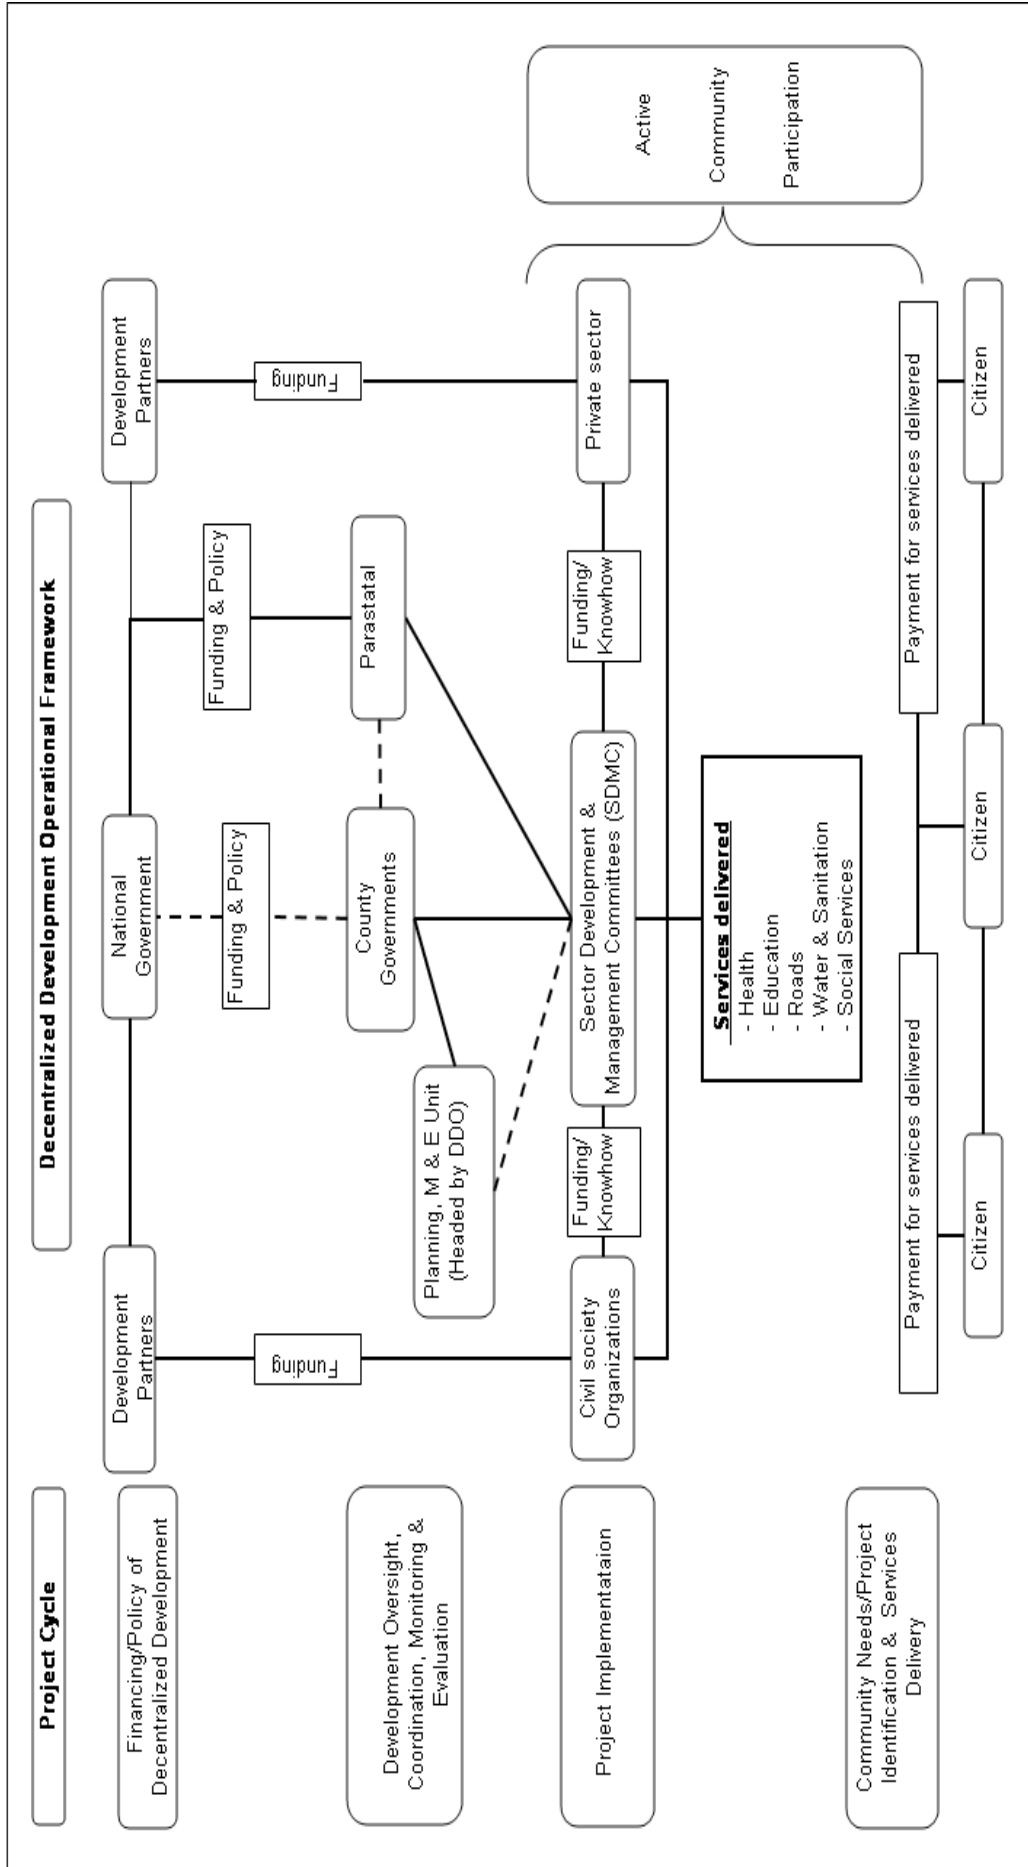 Project Cycle
Decentralized Development Operational Framework
Financing/Policy of
Decentralized Development
Development
Partners
National
Government
Development
Partners
Funding
Funding & Policy
Funding & Policy
Funding
Development Oversight,
Coordination, Monitoring &
Evaluation
County
Governments
Parastatal
Planning, M & E Unit
(Headed by DDO)
Project Implementataion
Civil society
Organizations
Funding/
Knowhow
Sector Development &
Management Committees (SDMC)
Funding/
Knowhow
Private sector
Active
Community
Participation
Services delivered
- Health
- Education
- Roads
- Water & Sanitation
- Social Services
Community Needs/Project
Identification & Services
Delivery
Payment for services delivered
Payment for services delivered
Citizen
Citizen
Citizen